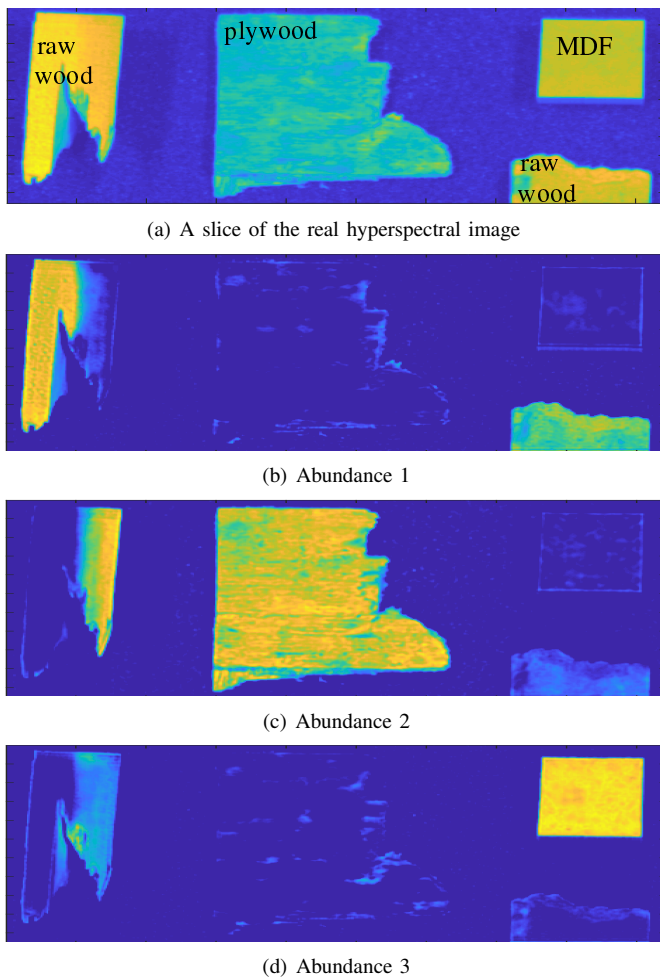 raw
wood
plywood
MDF
raw
wood
(a) A slice of the real hyperspectral image
(b) Abundance 1
(c) Abundance 2
(d) Abundance 3